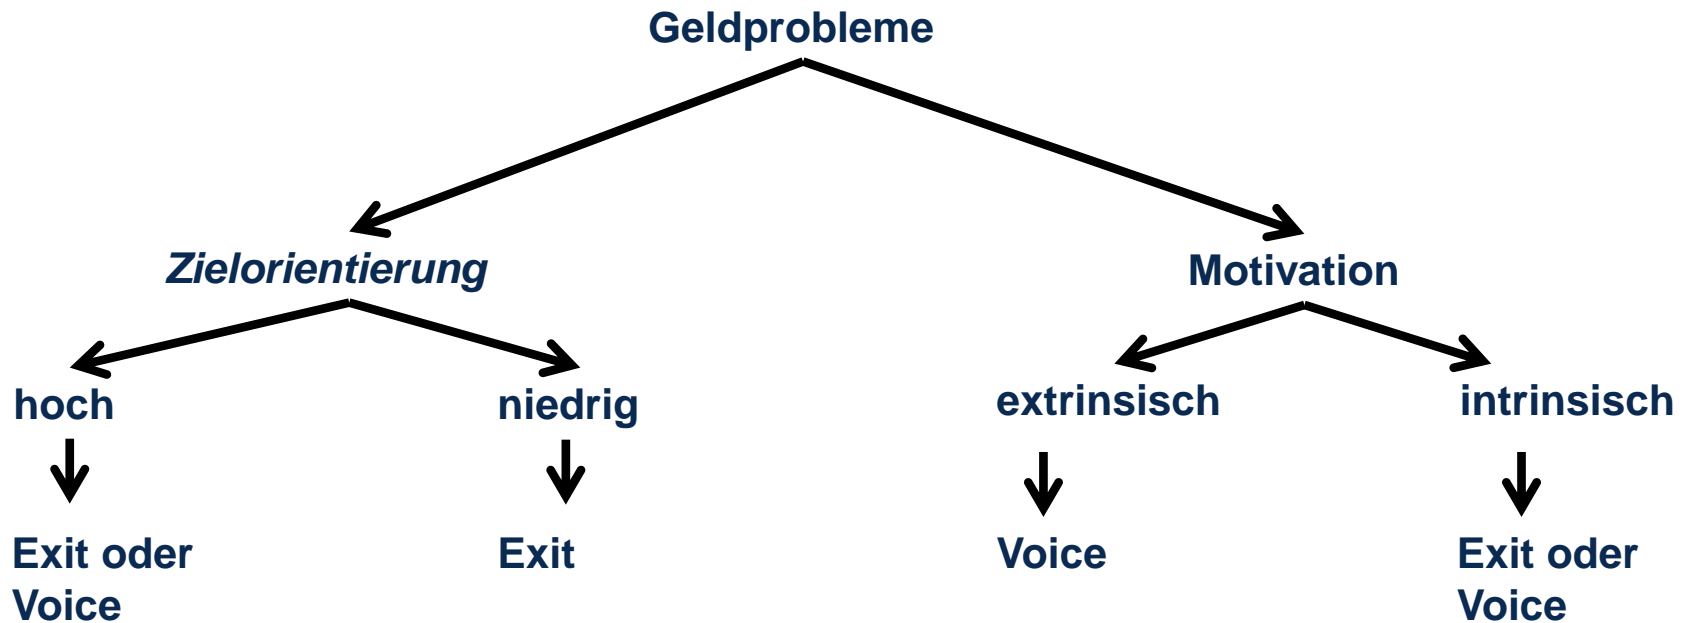 Geldprobleme
Zielorientierung
Motivation
hoch
niedrig
extrinsisch
intrinsisch
Exit oder
Voice
Exit
Voice
Exit oder
Voice